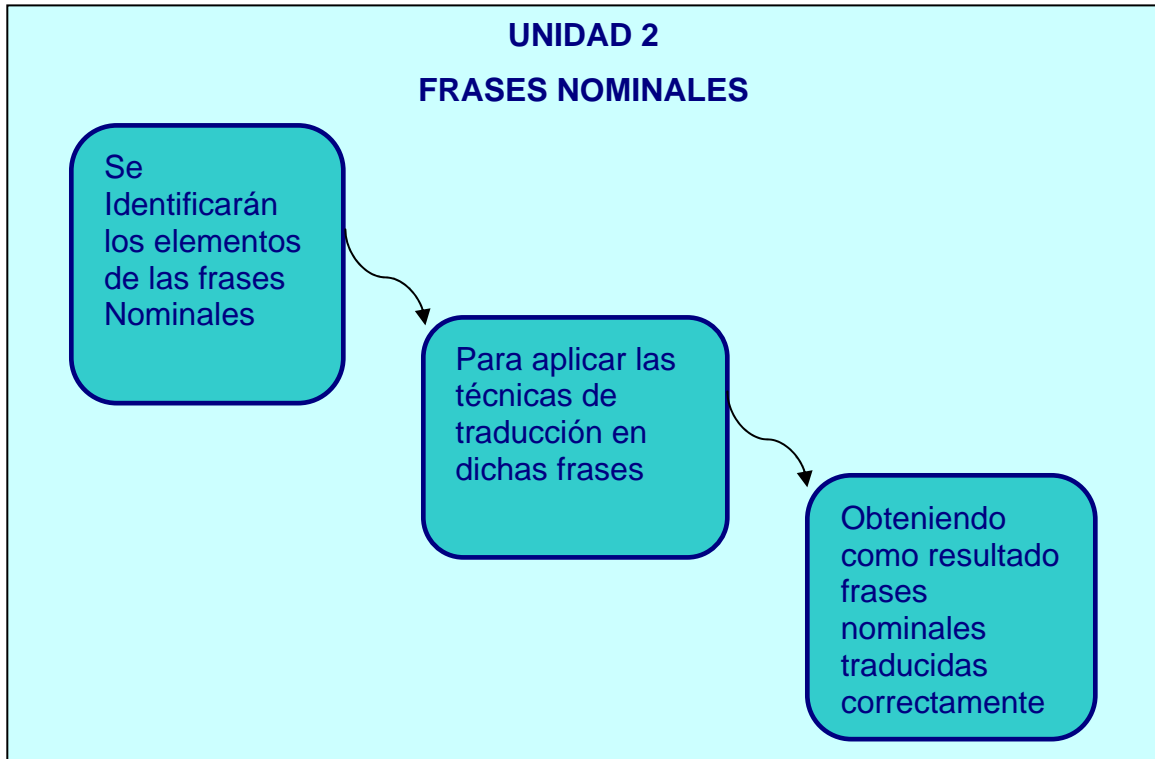 UNIDAD 2
FRASES NOMINALES
Se
Identificarán
los elementos
de las frases
Nominales
Para aplicar las
técnicas de
traducción en
dichas frases
Obteniendo
como resultado
frases
nominales
traducidas
correctamente